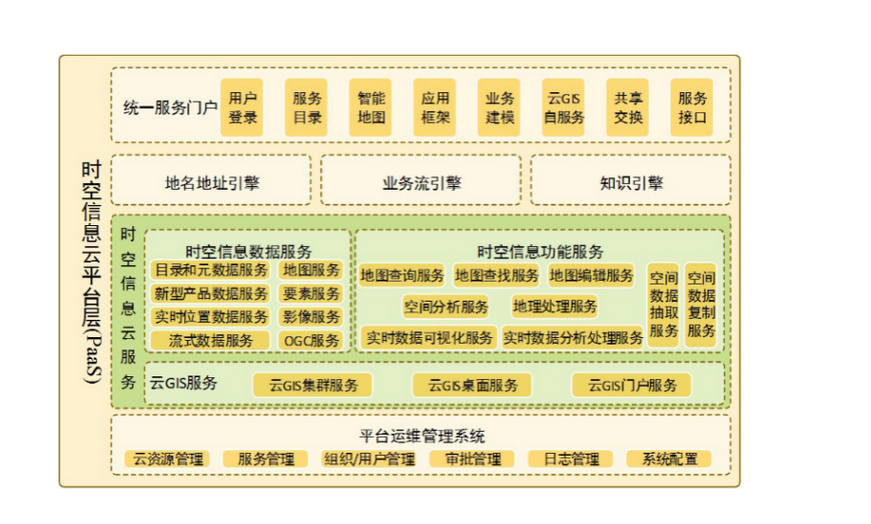 时空信息云平台层(PaaS)
统一服务门户
用户
登录
服务
目录
智能
地图
应用
框架
业务
建模
云GIS
自服务
共享
交换
服务
接口
地名地址引擎
业务流引擎
知识引擎
时空信息云服务
时空信息数据服务
目录和元数据服务
地图服务
新型产品数据服务
要素服务
实时位置数据服务
影像服务
流式数据服务
OGC服务
时空信息功能服务
地图查询服务
地图查找服务
地图编辑服务
空间分析服务
地理处理服务
实时数据可视化服务
实时数据分析处理服务
空间
数据
抽取
服务
空间
数据
复制
服务
云GIS服务
云GIS集群服务
云GIS桌面服务
云GIS门户服务
平台运维管理系统
云资源管理
服务管理
组织/用户管理
审批管理
日志管理
系统配置